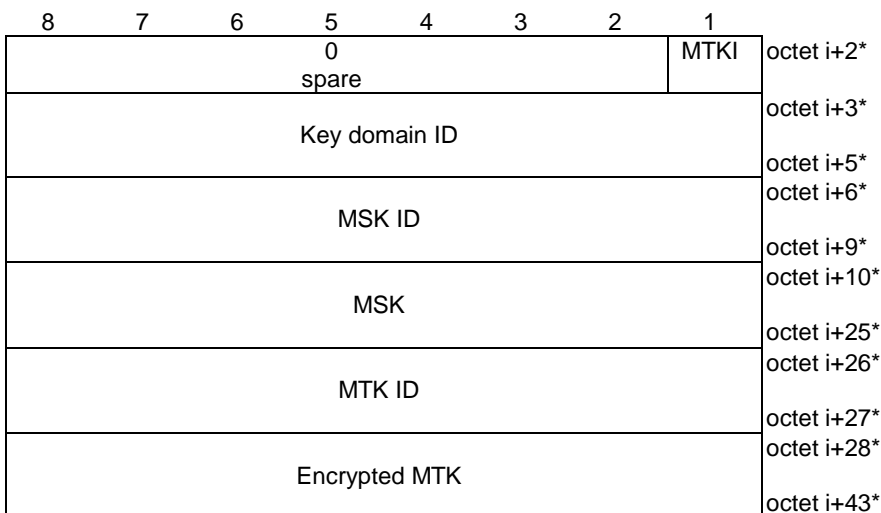 8 7 6 5 4 3 2 1
0 MTKI octet i+2*
spare
octet i+3*
Key domain ID
octet i+5*
octet i+6*
MSK ID
octet i+9*
octet i+10*
MSK
octet i+25*
octet i+26*
MTK ID
octet i+27*
octet i+28*
Encrypted MTK
octet i+43*